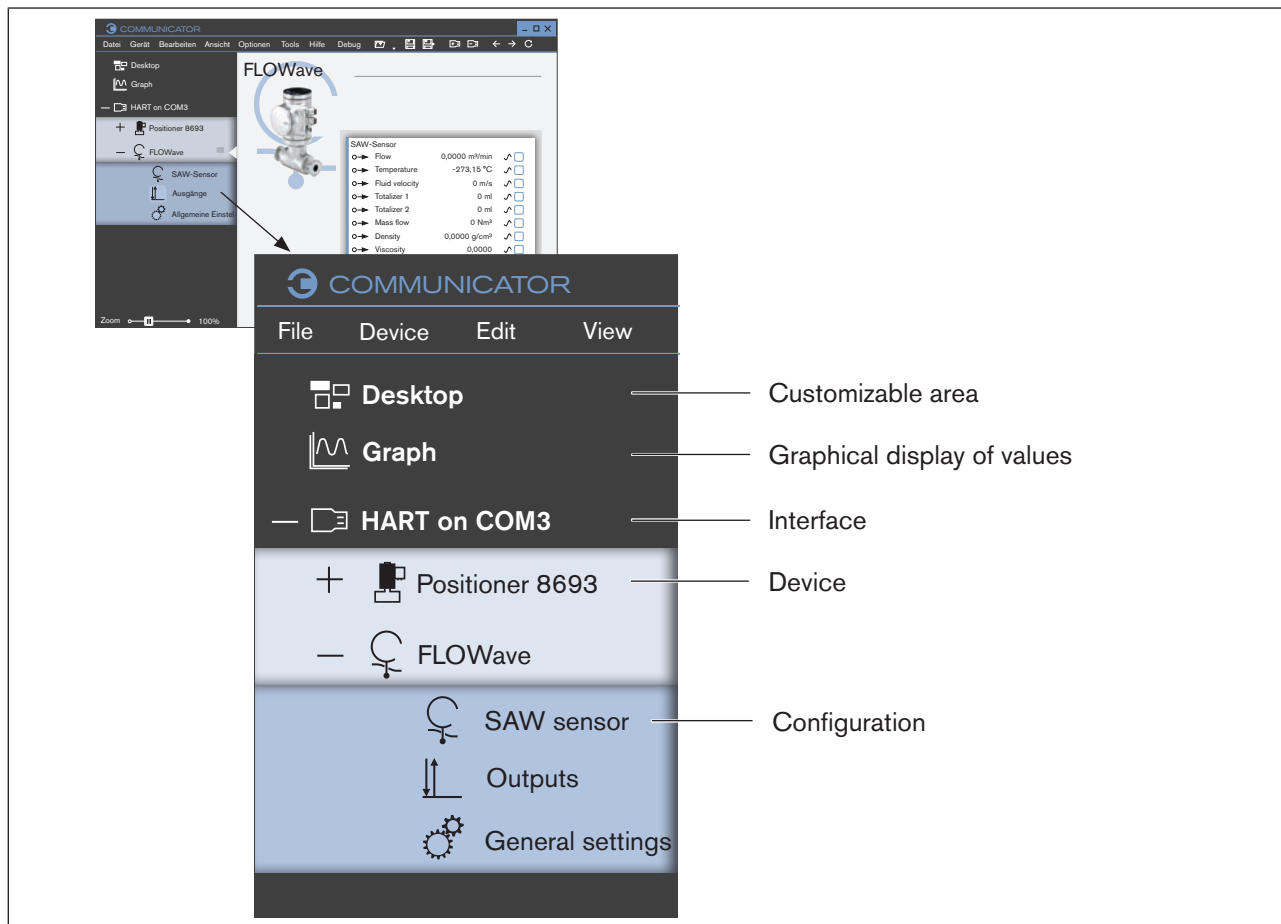 COMMUNICATOR
Datei Gerät Bearbeiten Ansicht Optionen Tools Hilfe Debug
Desktop
Graph
HART on COM3
Positioner 8693
FLOWave
SAW-Sensor
Ausgänge
Allgemeine Einstel
Zoom 100%
FLOWave
SAW-Sensor
Flow 0,0000 m³/min
Temperature -273,15 °C
Fluid velocity 0 m/s
Totalizer 1 0 ml
Totalizer 2 0 ml
Mass flow 0 Nm³
Density 0,0000 g/cm³
Viscosity 0,0000
COMMUNICATOR
File Device Edit View
Desktop Customizable area
Graph Graphical display of values
HART on COM3 Interface
Positioner 8693 Device
FLOWave
SAW sensor Configuration
Outputs
General settings